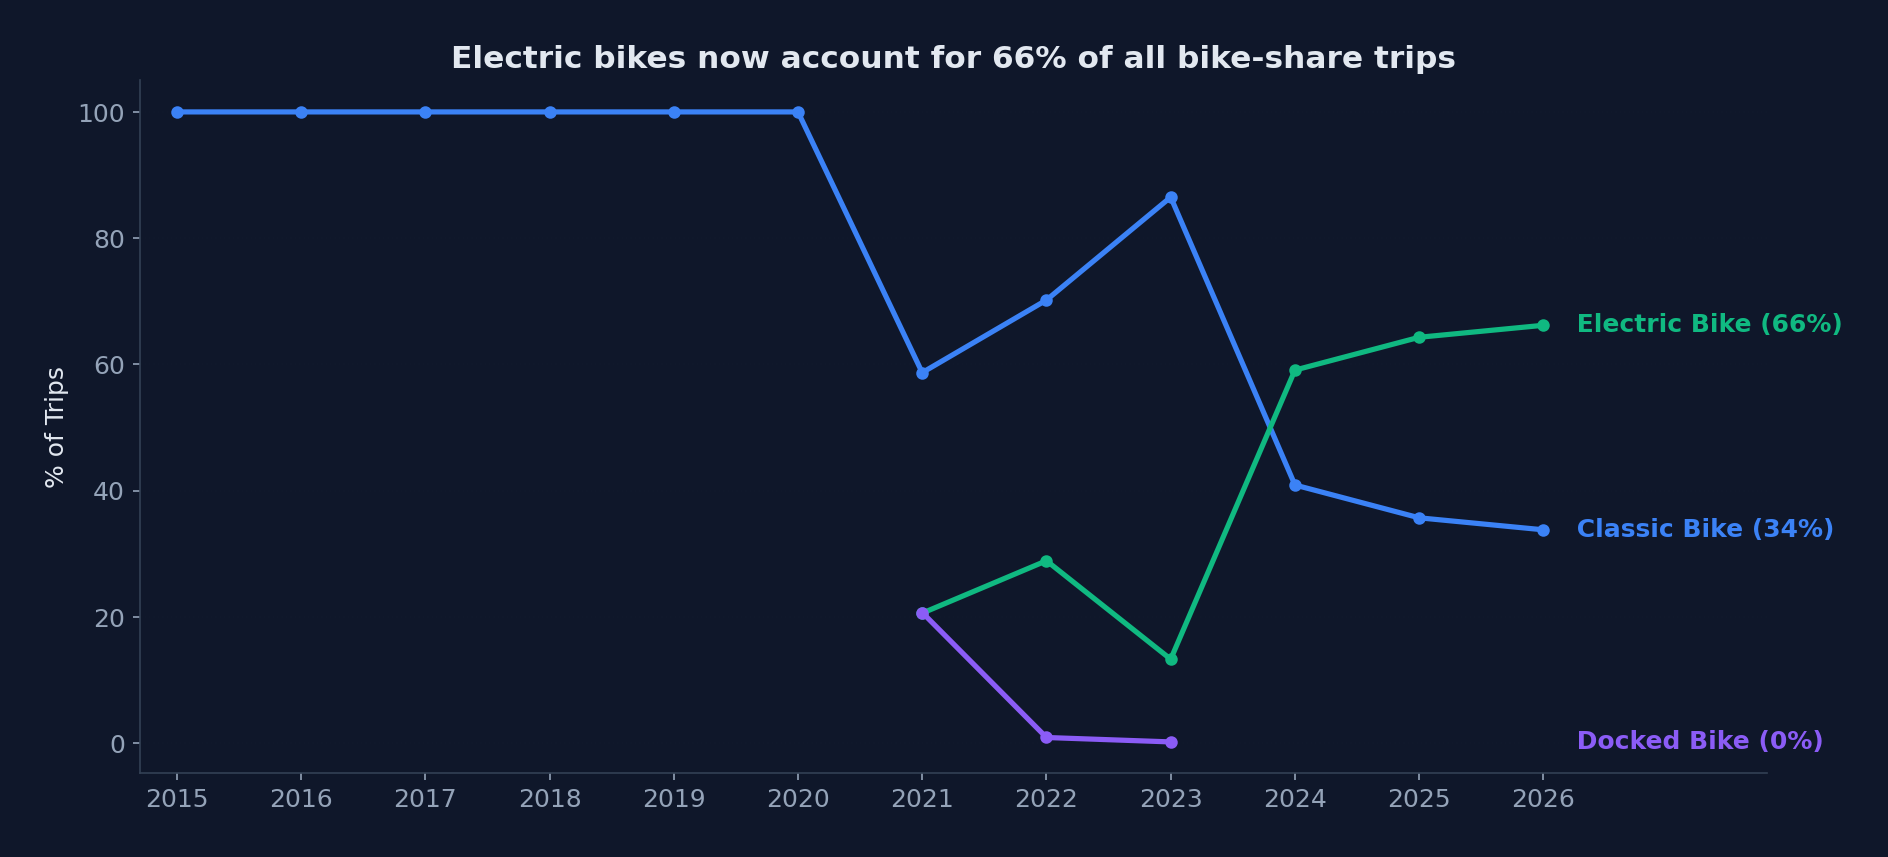 Electric bikes now account for 66% of all bike-share trips
% of Trips
100
80
60
40
20
0
Electric Bike (66%)
Classic Bike (34%)
Docked Bike (0%)
2015 2016 2017 2018 2019 2020 2021 2022 2023 2024 2025 2026